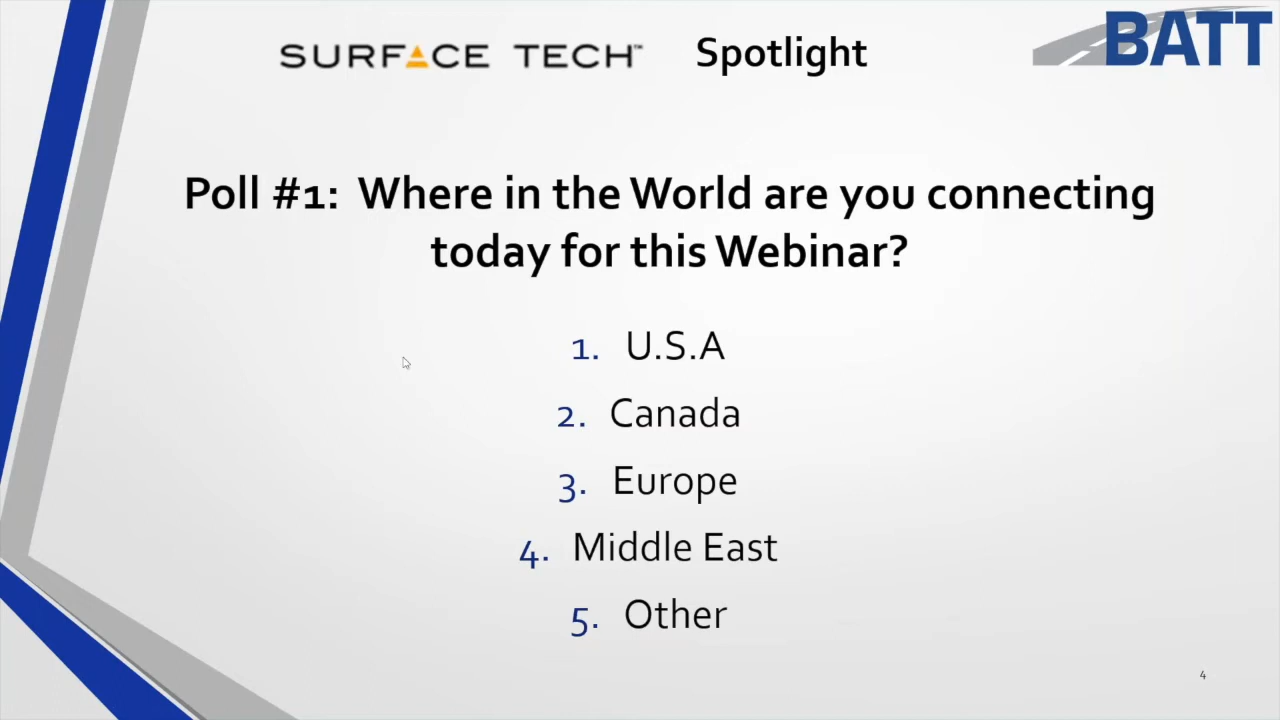 SURFACE TECH™ Spotlight
BATT
Poll #1: Where in the World are you connecting
today for this Webinar?
1. U.S.A
2. Canada
3. Europe
4. Middle East
5. Other
4